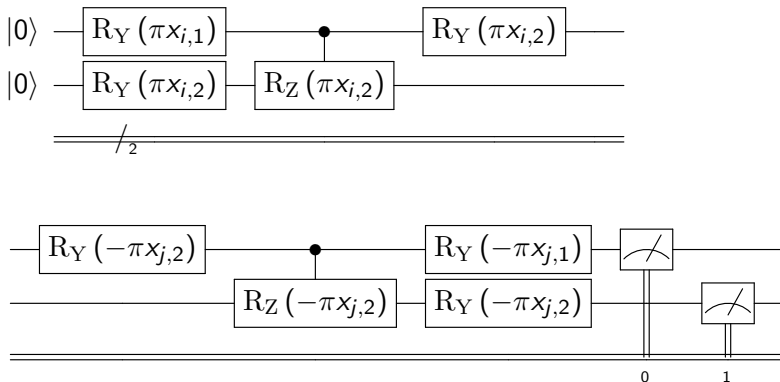 |0⟩ R_Y (πx_{i,1}) R_Y (πx_{i,2})
|0⟩ R_Y (πx_{i,2}) R_Z (πx_{i,2})
2
R_Y (−πx_{j,2}) R_Y (−πx_{j,1})
R_Z (−πx_{j,2}) R_Y (−πx_{j,2})
0 1